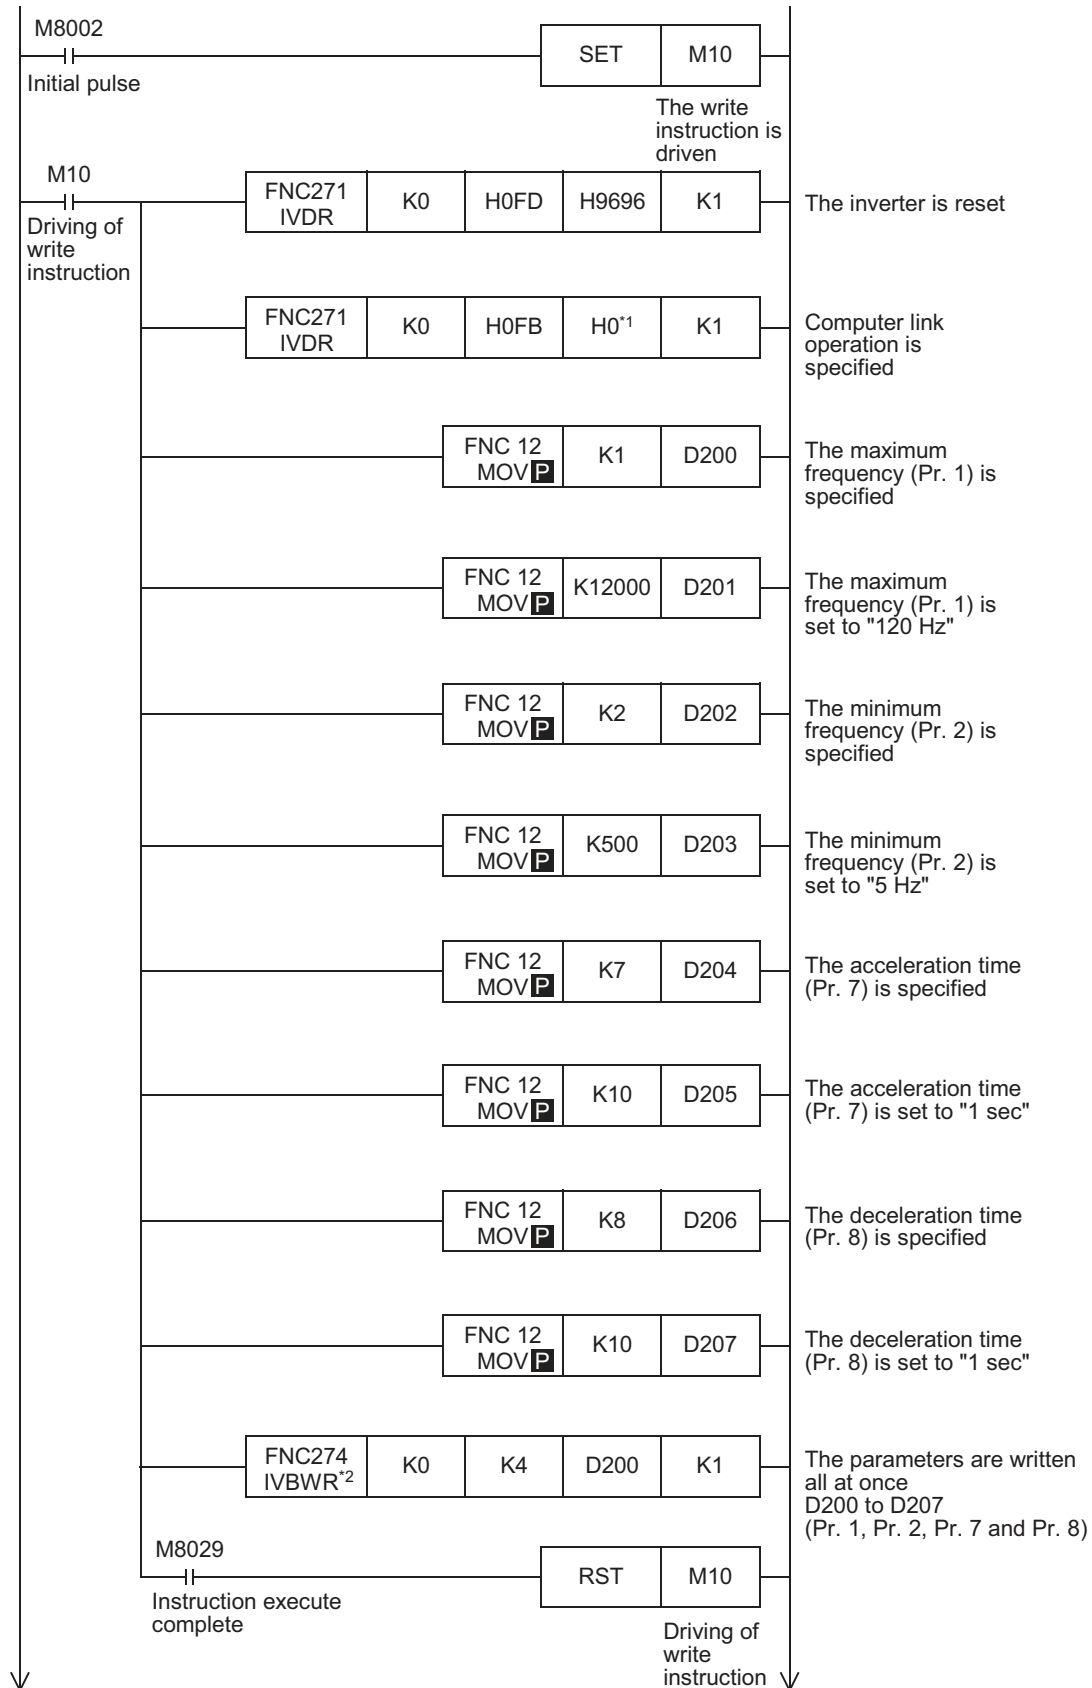 M8002
Initial pulse
SET M10
The write
instruction is
driven
M10
Driving of
write
instruction
FNC271
IVDR K0 H0FD H9696 K1
The inverter is reset
FNC271
IVDR K0 H0FB H0*1 K1
Computer link
operation is
specified
FNC 12
MOVP K1 D200
The maximum
frequency (Pr. 1) is
specified
FNC 12
MOVP K12000 D201
The maximum
frequency (Pr. 1) is
set to "120 Hz"
FNC 12
MOVP K2 D202
The minimum
frequency (Pr. 2) is
specified
FNC 12
MOVP K500 D203
The minimum
frequency (Pr. 2) is
set to "5 Hz"
FNC 12
MOVP K7 D204
The acceleration time
(Pr. 7) is specified
FNC 12
MOVP K10 D205
The acceleration time
(Pr. 7) is set to "1 sec"
FNC 12
MOVP K8 D206
The deceleration time
(Pr. 8) is specified
FNC 12
MOVP K10 D207
The deceleration time
(Pr. 8) is set to "1 sec"
FNC274
IVBWR*2 K0 K4 D200 K1
The parameters are written
all at once
D200 to D207
(Pr. 1, Pr. 2, Pr. 7 and Pr. 8)
M8029
Instruction execute
complete
RST M10
Driving of
write
instruction